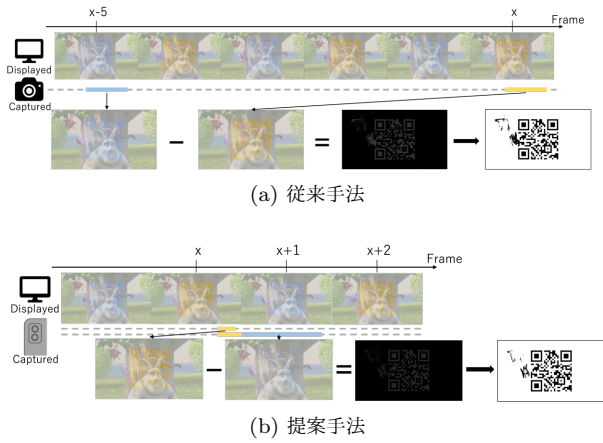 x-5
x
Frame
Displayed
Captured
(a) 従来手法
x
x+1
x+2
Frame
Displayed
Captured
(b) 提案手法